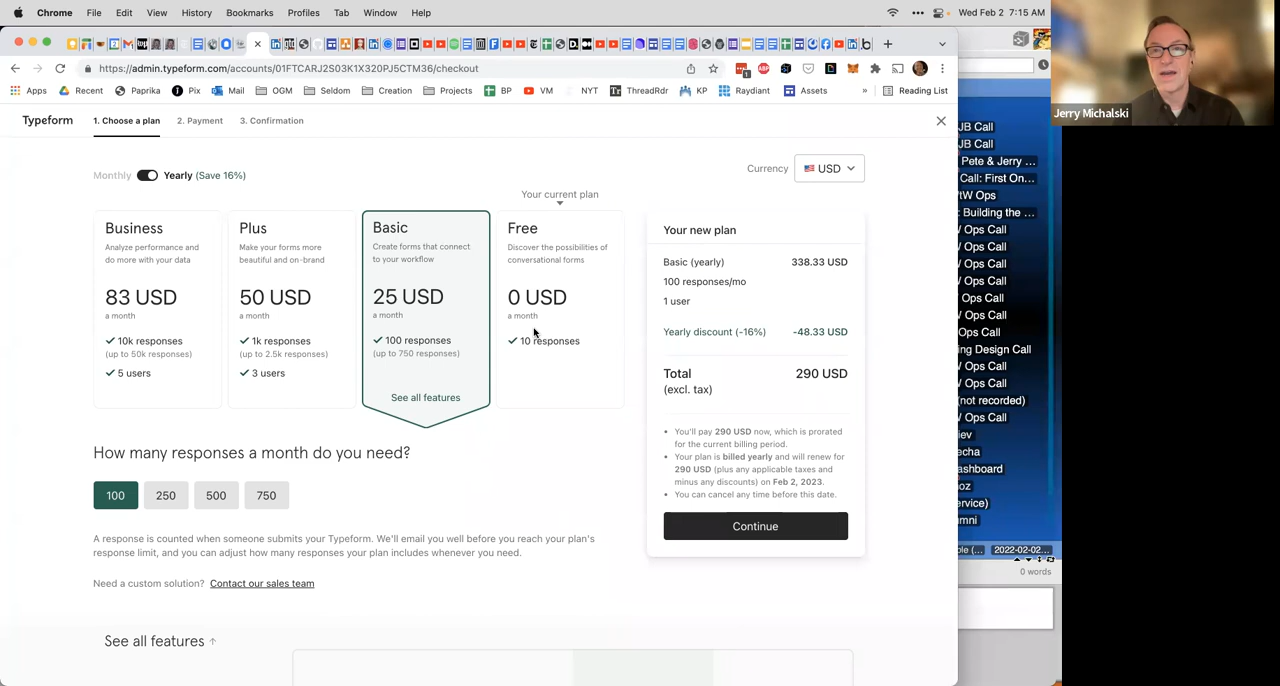 Chrome File Edit View History Bookmarks Profiles Tab Window Help
Wed Feb 2 7:15 AM
https://admin.typeform.com/accounts/01FTCARJ2S03K1X320PJ5CTM36/checkout
Apps Recent Paprika Pix Mail OGM Seldom Creation Projects BP VM NYT ThreadRdr KP Raydiant Assets » Reading List
Typeform 1. Choose a plan 2. Payment 3. Confirmation
Monthly Yearly (Save 16%)
Currency USD
Your current plan
Business
Analyze performance and
do more with your data
83 USD
a month
10k responses
(up to 50k responses)
5 users
Plus
Make your forms more
beautiful and on-brand
50 USD
a month
1k responses
(up to 2.5k responses)
3 users
Basic
Create forms that connect
to your workflow
25 USD
a month
100 responses
(up to 750 responses)
See all features
Free
Discover the possibilities of
conversational forms
0 USD
a month
10 responses
Your new plan
Basic (yearly) 338.33 USD
100 responses/mo
1 user
Yearly discount (-16%) -48.33 USD
Total 290 USD
(excl. tax)
You'll pay 290 USD now, which is prorated
for the current billing period.
Your plan is billed yearly and will renew for
290 USD (plus any applicable taxes and
minus any discounts) on Feb 2, 2023.
You can cancel any time before this date.
Continue
How many responses a month do you need?
100 250 500 750
A response is counted when someone submits your Typeform. We'll email you well before you reach your plan's
response limit, and you can adjust how many responses your plan includes whenever you need.
Need a custom solution? Contact our sales team
See all features ↑
Jerry Michalski
JB Call
JB Call
Pete & Jerry ...
Call: First On...
tW Ops
: Building the ...
W Ops Call
W Ops Call
W Ops Call
W Ops Call
Ops Call
W Ops Call
Ops Call
ing Design Call
W Ops Call
W Ops Call
(not recorded)
W Ops Call
iev
echa
ashboard
oz
ervice)
mni
ole (... 2022-02-02...
0 words